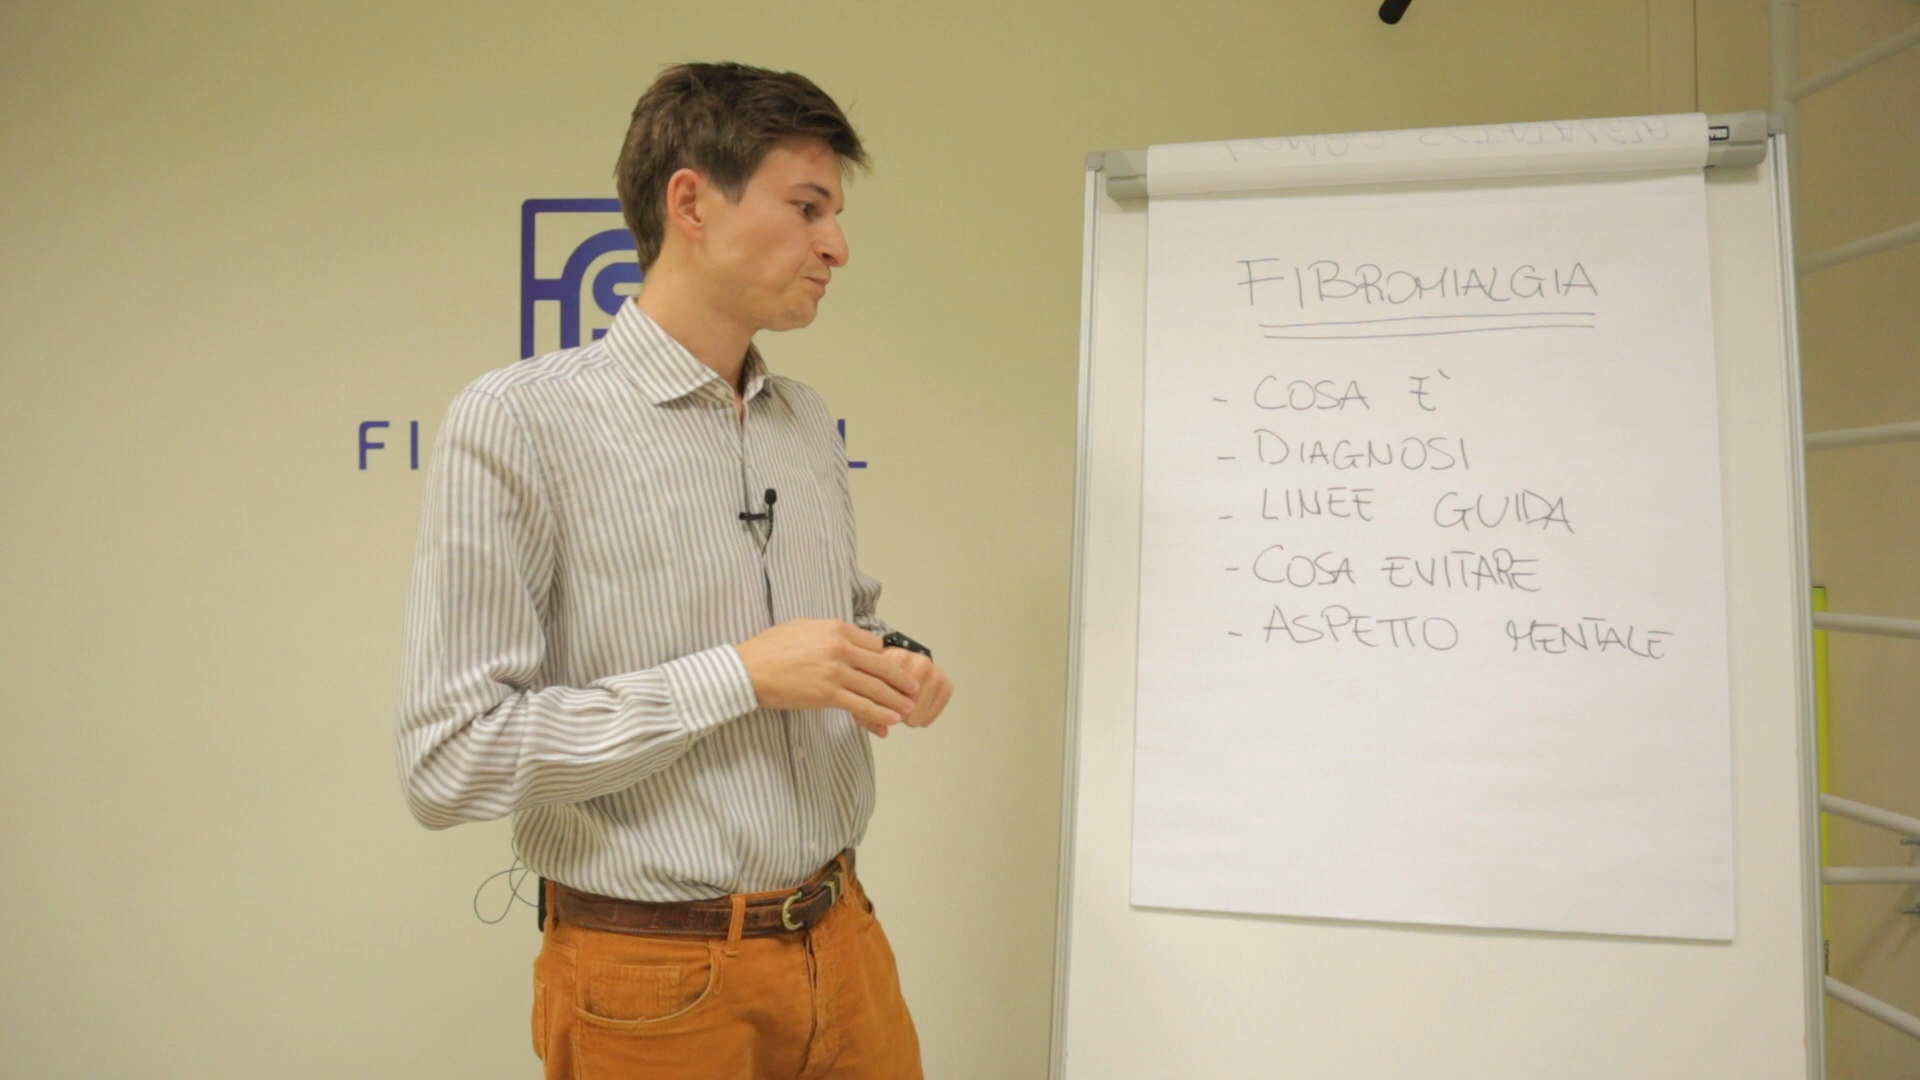 FIBROMIALGIA
- COSA È
- DIAGNOSI
- LINEE GUIDA
- COSA EVITARE
- ASPETTO MENTALE